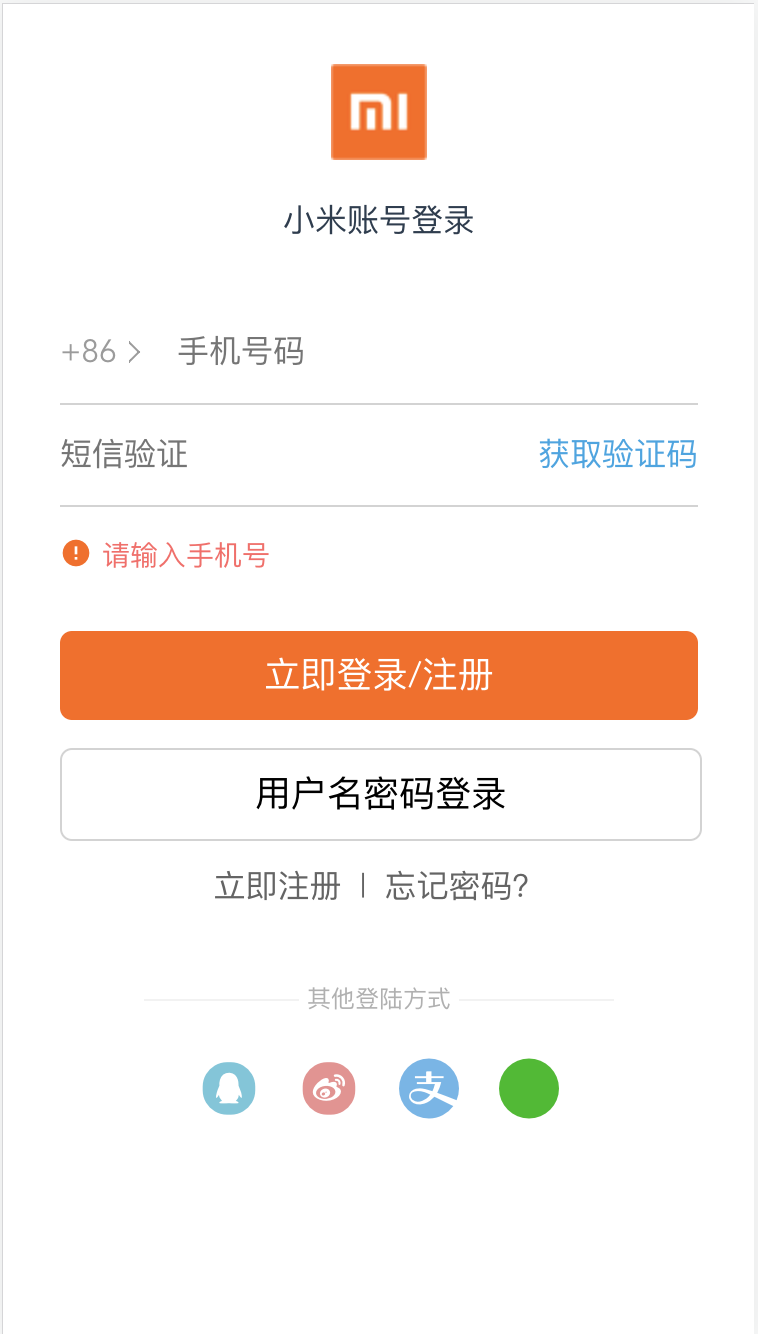 小米账号登录
+86 > 手机号码
短信验证 获取验证码
请输入手机号
立即登录/注册
用户名密码登录
立即注册 | 忘记密码?
其他登陆方式
支